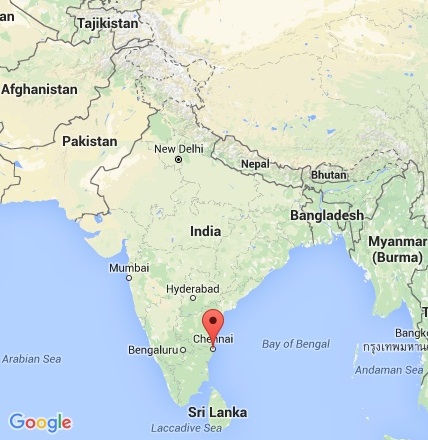 an
Tajikistan
Afghanistan
Pakistan
New Delhi
Nepal
Bhutan
India
Bangladesh
Myanmar
(Burma)
Mumbai
Hyderabad
Chennai
Bengaluru
Bay of Bengal
Arabian Sea
T
Bangko
กรุงเทพมหาน
Andaman Sea
Sri Lanka
Laccadive Sea
Google